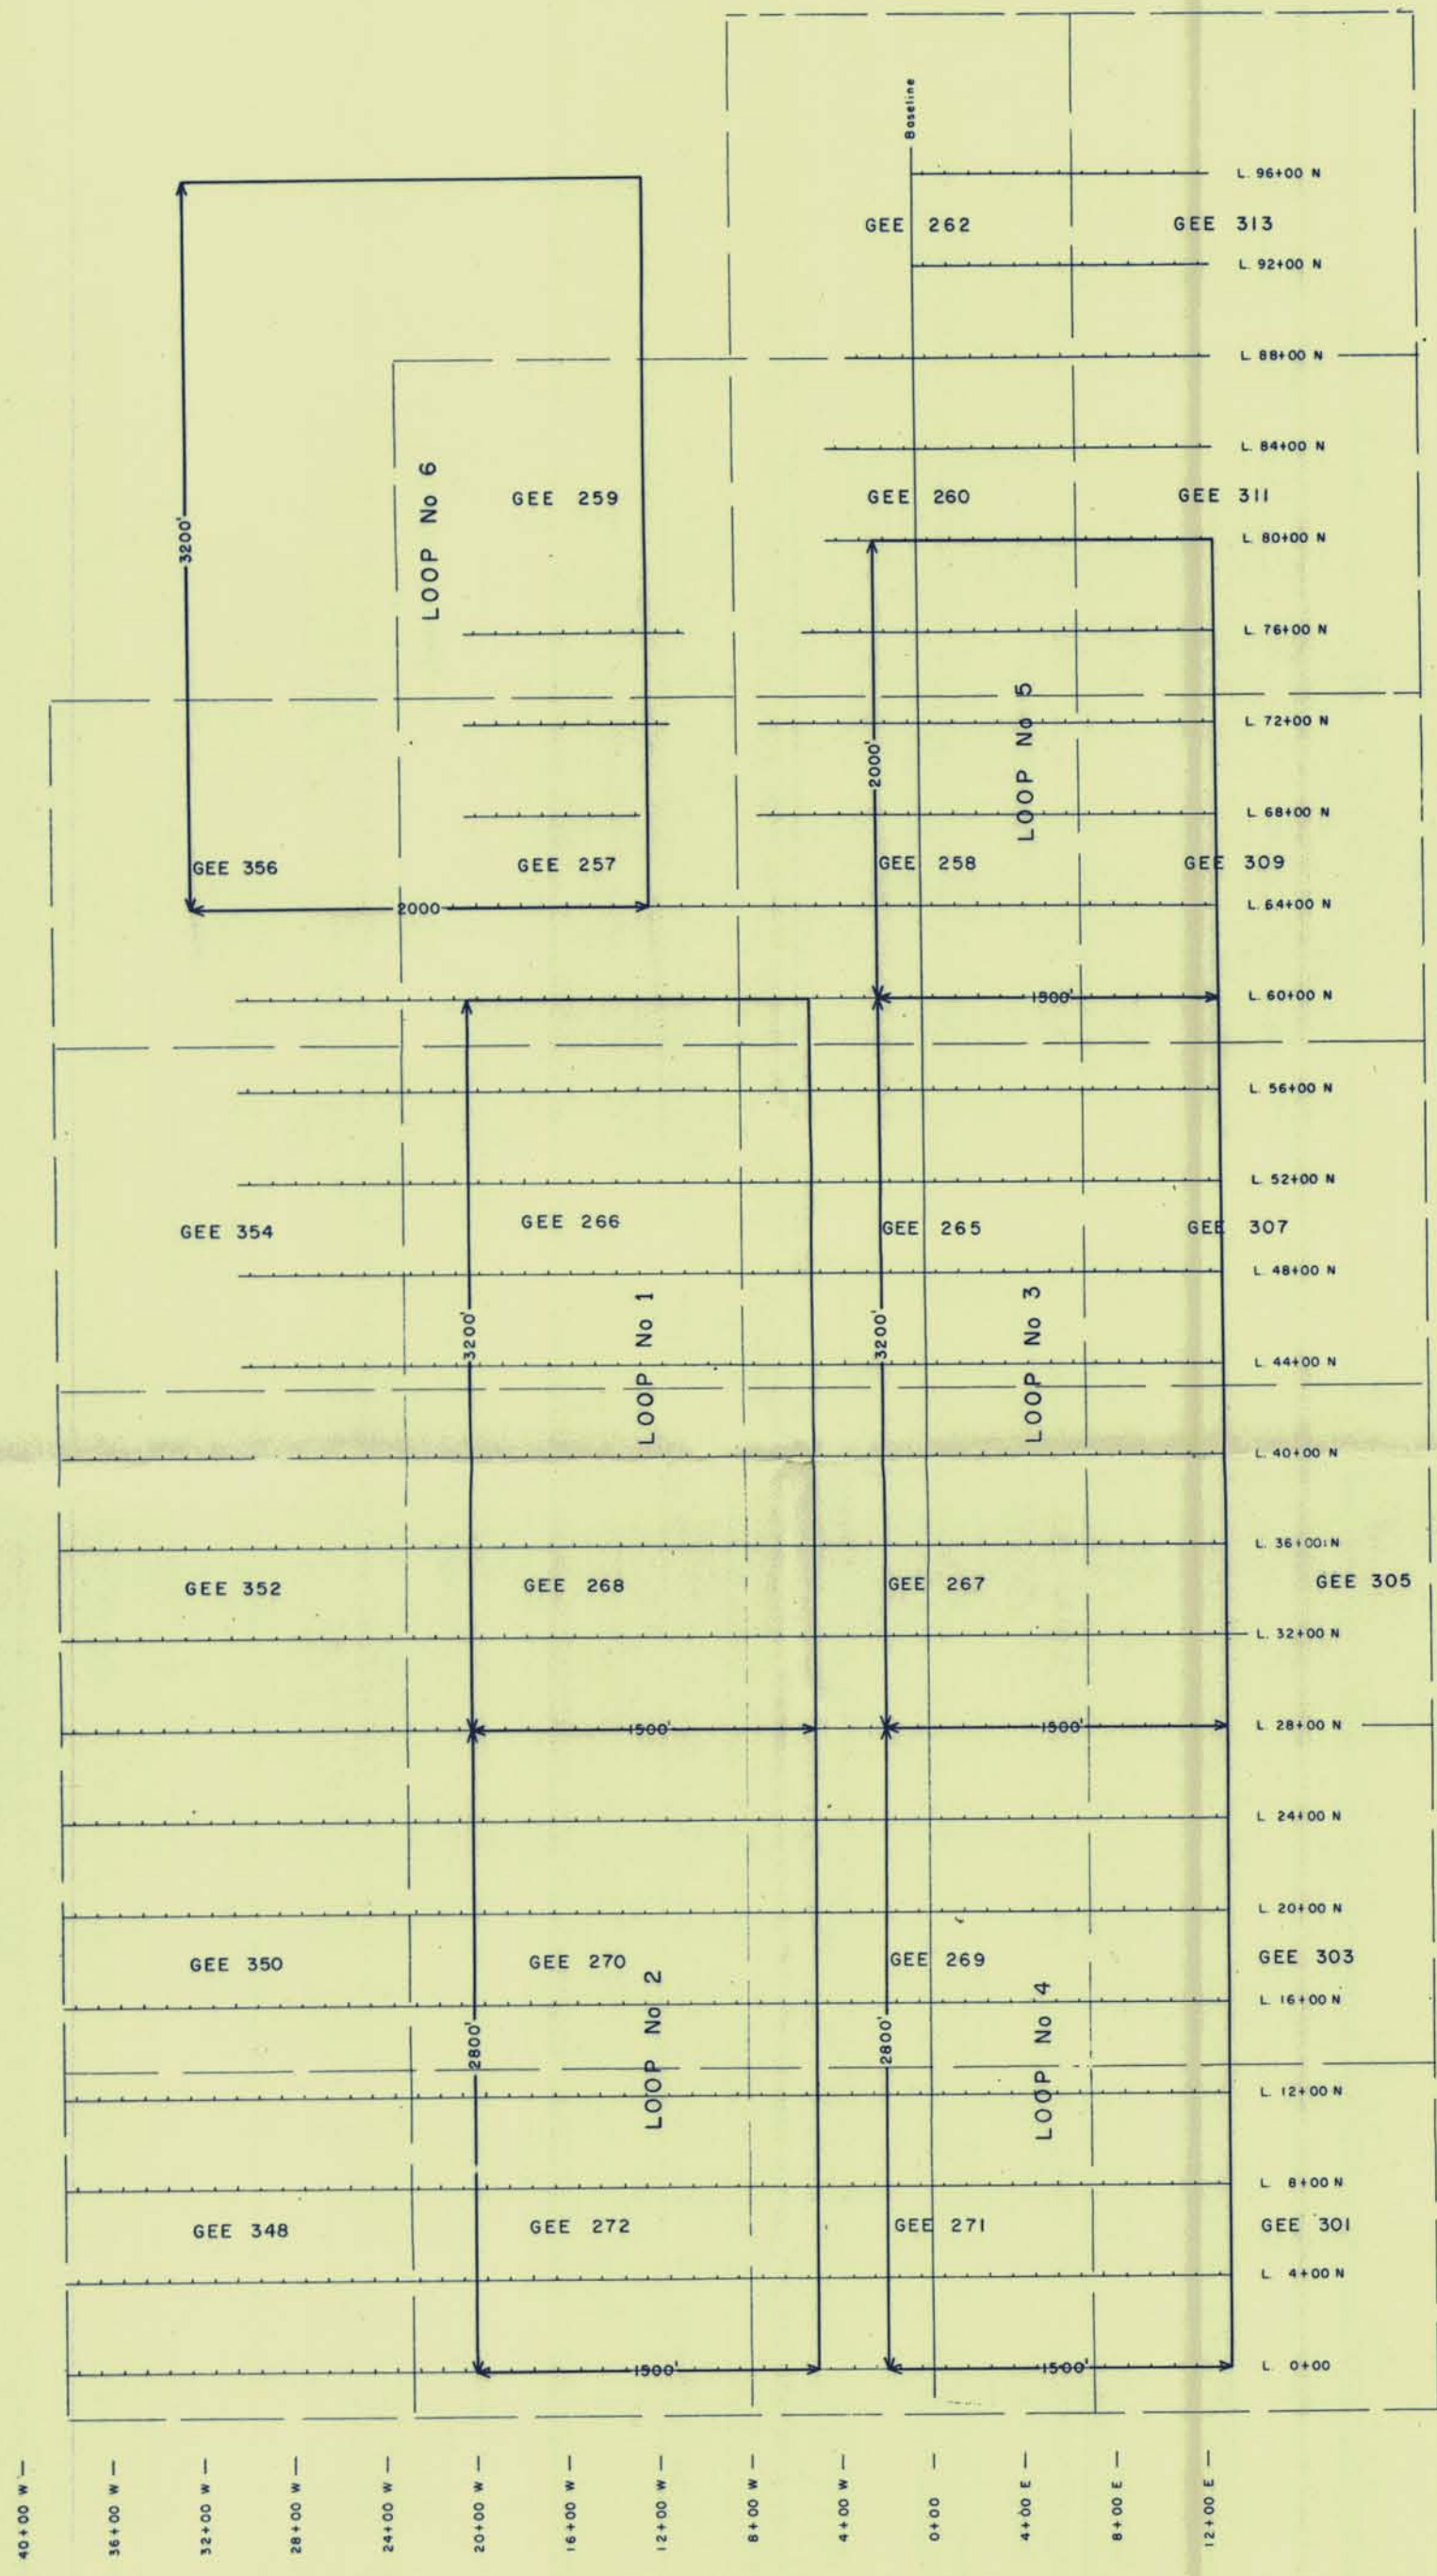 Baseline
L. 96+00 N
GEE 262
GEE 313
L. 92+00 N
L. 88+00 N
L. 84+00 N
LOOP No 6
GEE 259
GEE 260
GEE 311
3200'
L. 80+00 N
L. 76+00 N
LOOP No 5
L. 72+00 N
2000'
L. 68+00 N
GEE 356
GEE 257
GEE 258
GEE 309
2000
L. 64+00 N
1500'
L. 60+00 N
L. 56+00 N
L. 52+00 N
GEE 354
GEE 266
GEE 265
GEE 307
L. 48+00 N
3200'
LOOP No 1
3200'
LOOP No 3
L. 44+00 N
L. 40+00 N
L. 36+00 N
GEE 352
GEE 268
GEE 267
GEE 305
L. 32+00 N
1500'
1500'
L. 28+00 N
L. 24+00 N
L. 20+00 N
GEE 350
GEE 270
GEE 269
GEE 303
L. 16+00 N
2800'
LOOP No 2
2800'
LOOP No 4
L. 12+00 N
L. 8+00 N
GEE 348
GEE 272
GEE 271
GEE 301
L. 4+00 N
1500'
1500'
L. 0+00
40+00 W
36+00 W
32+00 W
28+00 W
24+00 W
20+00 W
16+00 W
12+00 W
8+00 W
4+00 W
0+00
4+00 E
8+00 E
12+00 E